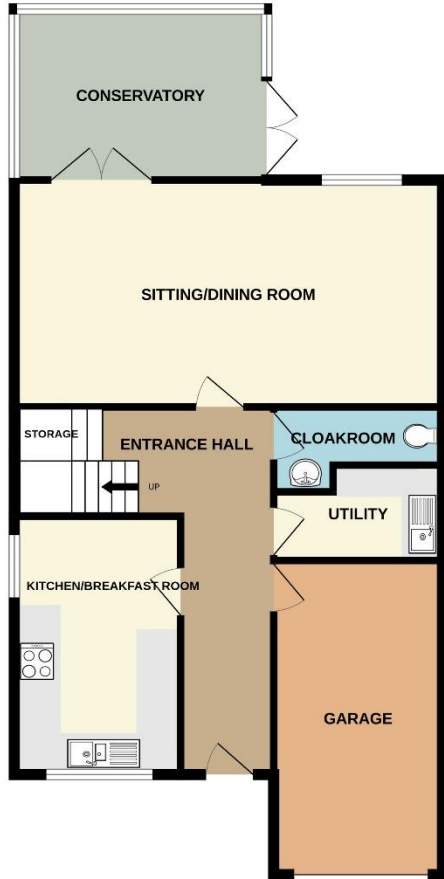 CONSERVATORY
SITTING/DINING ROOM
STORAGE
ENTRANCE HALL
CLOAKROOM
UP
UTILITY
KITCHEN/BREAKFAST ROOM
GARAGE